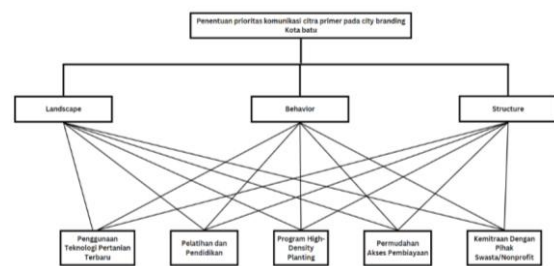 Penentuan prioritas komunikasi citra primer pada city branding
Kota batu
Landscape
Behavior
Structure
Penggunaan
Teknologi Pertanian
Terbaru
Pelatihan dan
Pendidikan
Program High-
Density
Planting
Permudahan
Akses Pembiayaan
Kemitraan Dengan
Pihak
Swasta/Nonprofit